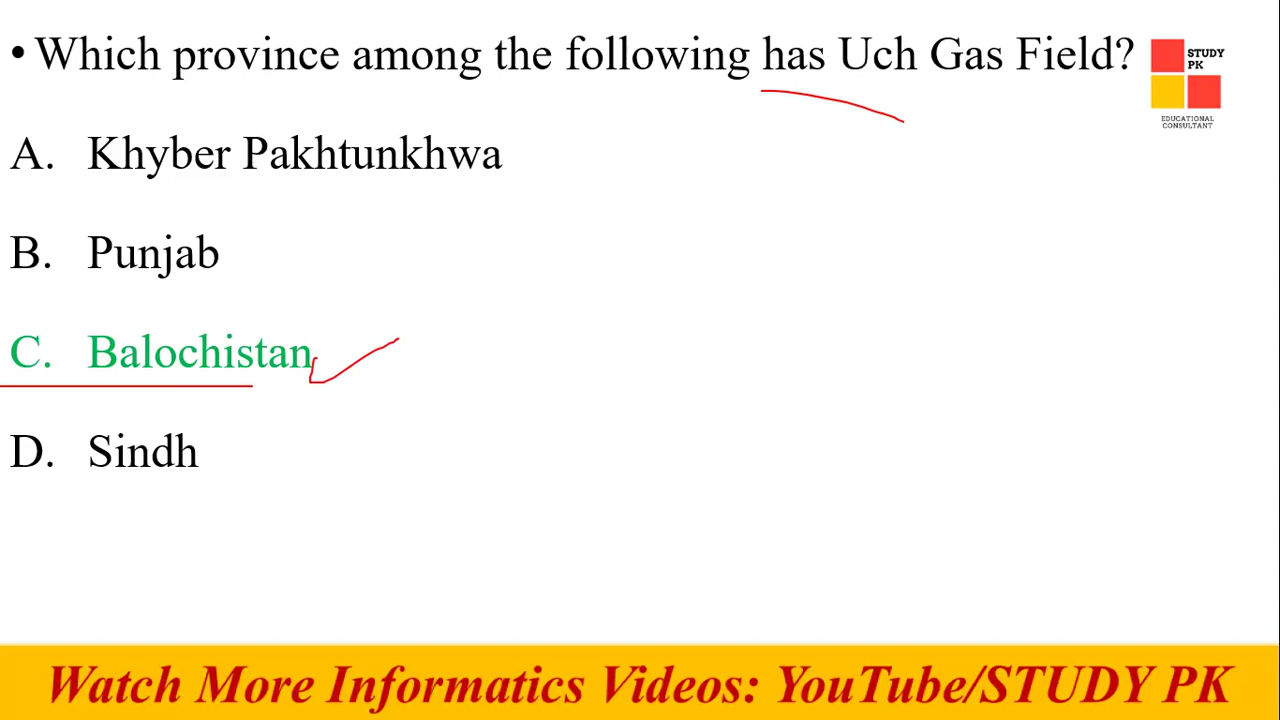 • Which province among the following has Uch Gas Field?
STUDY
PK
EDUCATIONAL
CONSULTANT
A. Khyber Pakhtunkhwa
B. Punjab
C. Balochistan
D. Sindh
Watch More Informatics Videos: YouTube/STUDY PK